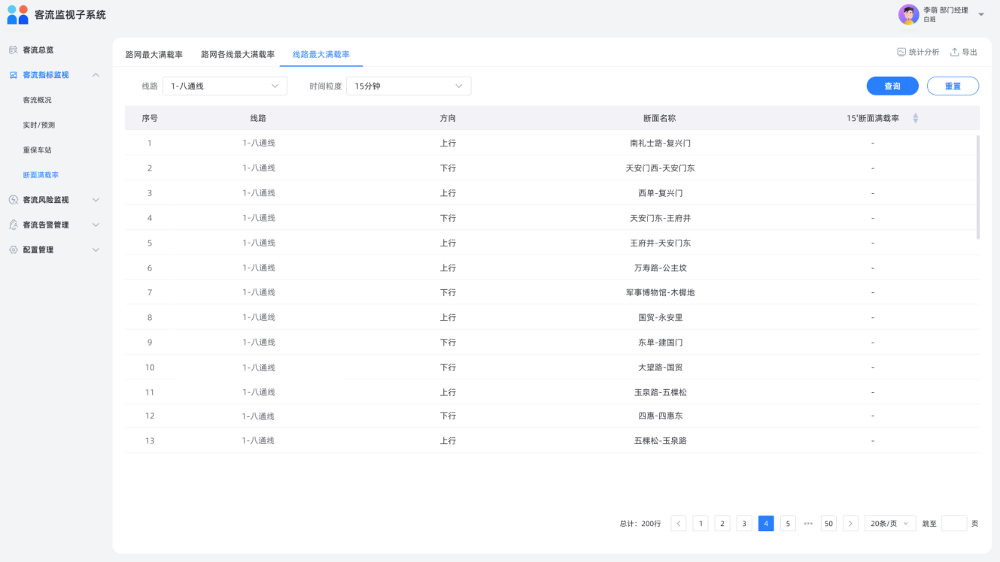 客流监视子系统
李萌 部门经理
白班
客流总览
客流指标监视
客流概况
实时/预测
重保车站
断面满载率
客流风险监视
客流告警管理
配置管理
路网最大满载率 路网各线最大满载率 线路最大满载率
统计分析 导出
线路 1-八通线 时间粒度 15分钟 查询 重置
序号 线路 方向 断面名称 15'断面满载率
1 1-八通线 上行 南礼士路-复兴门 -
2 1-八通线 下行 天安门西-天安门东 -
3 1-八通线 上行 西单-复兴门 -
4 1-八通线 下行 天安门东-王府井 -
5 1-八通线 上行 王府井-天安门东 -
6 1-八通线 上行 万寿路-公主坟 -
7 1-八通线 下行 军事博物馆-木樨地 -
8 1-八通线 上行 国贸-永安里 -
9 1-八通线 下行 东单-建国门 -
10 1-八通线 下行 大望路-国贸 -
11 1-八通线 上行 玉泉路-五棵松 -
12 1-八通线 下行 四惠-四惠东 -
13 1-八通线 上行 五棵松-玉泉路 -
总计：200行 1 2 3 4 5 ••• 50 20条/页 跳至 页